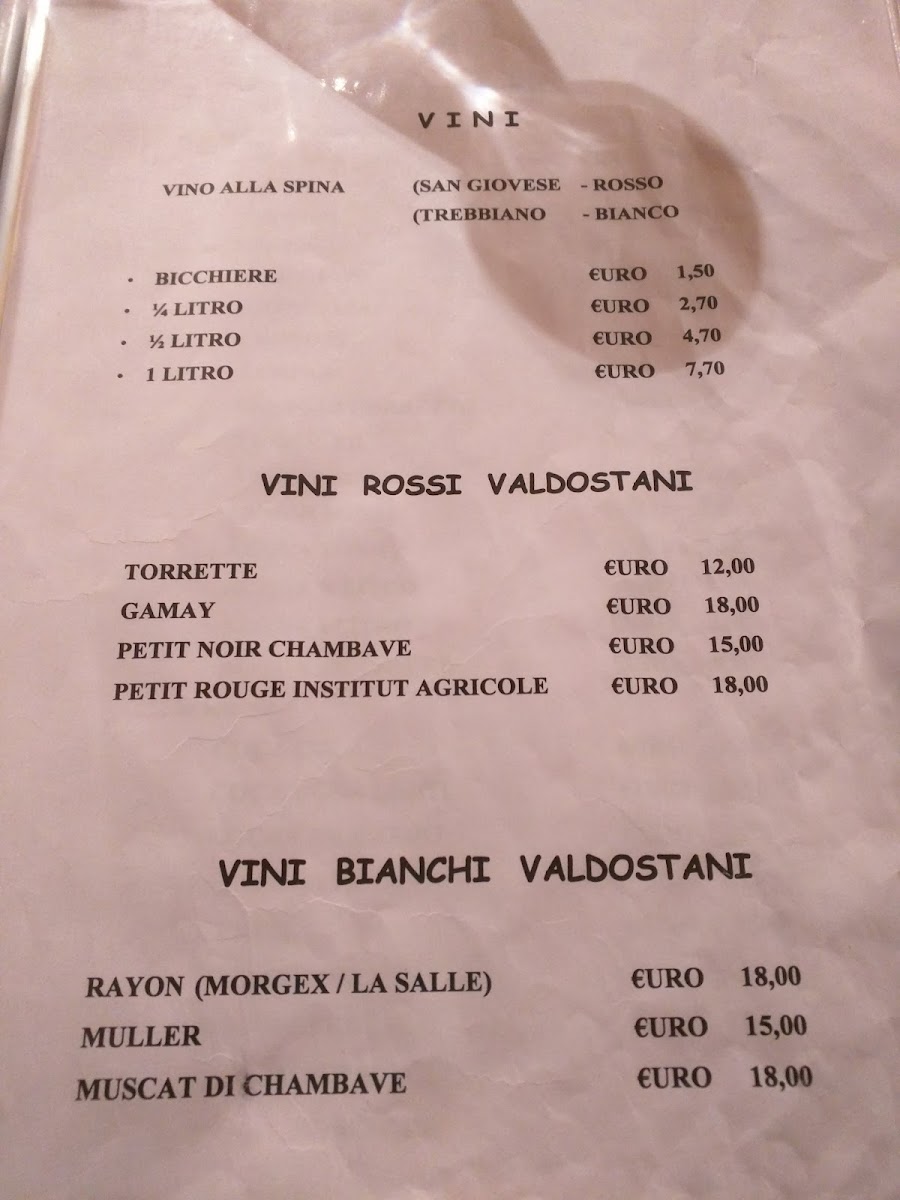 VINI
VINO ALLA SPINA (SAN GIOVESE - ROSSO
(TREBBIANO - BIANCO
· BICCHIERE €URO 1,50
· ¼ LITRO €URO 2,70
· ½ LITRO €URO 4,70
· 1 LITRO €URO 7,70
VINI ROSSI VALDOSTANI
TORRETTE €URO 12,00
GAMAY €URO 18,00
PETIT NOIR CHAMBAVE €URO 15,00
PETIT ROUGE INSTITUT AGRICOLE €URO 18,00
VINI BIANCHI VALDOSTANI
RAYON (MORGEX / LA SALLE) €URO 18,00
MULLER €URO 15,00
MUSCAT DI CHAMBAVE €URO 18,00